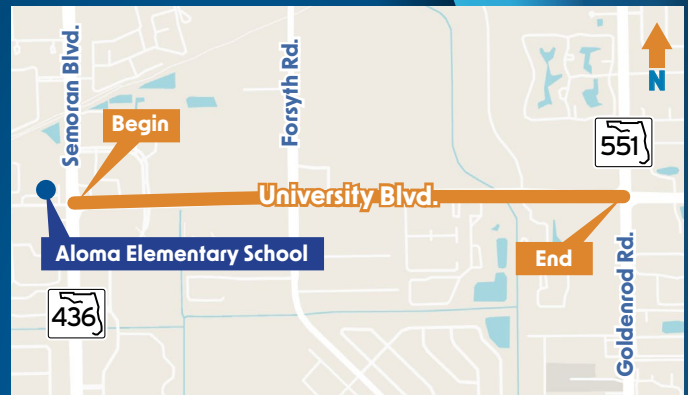 Semoran Blvd.
Forsyth Rd.
N
Begin
551
University Blvd.
Aloma Elementary School
End
436
Goldenrod Rd.